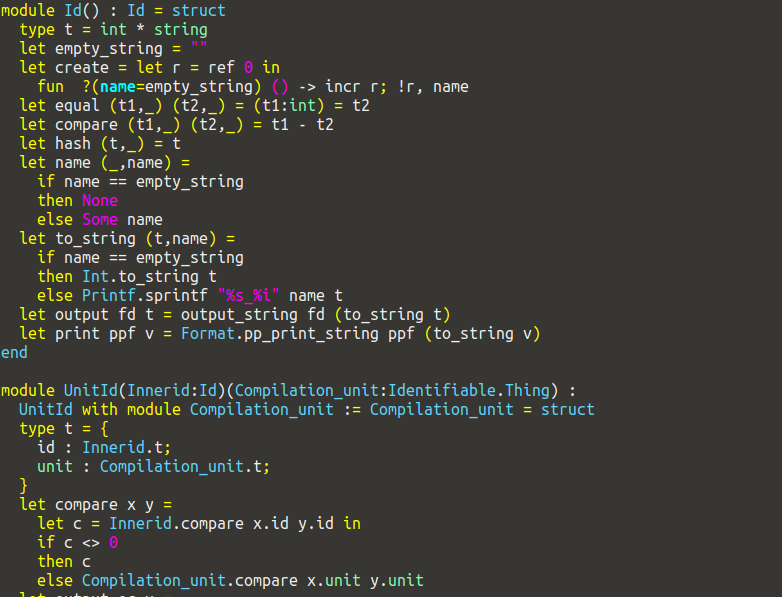 module Id() : Id = struct
  type t = int * string
  let empty_string = ""
  let create = let r = ref 0 in
    fun  ?(name=empty_string) () -> incr r; !r, name
  let equal (t1,_) (t2,_) = (t1:int) = t2
  let compare (t1,_) (t2,_) = t1 - t2
  let hash (t,_) = t
  let name (_,name) =
    if name == empty_string
    then None
    else Some name
  let to_string (t,name) =
    if name == empty_string
    then Int.to_string t
    else Printf.sprintf "%s_%i" name t
  let output fd t = output_string fd (to_string t)
  let print ppf v = Format.pp_print_string ppf (to_string v)
end

module UnitId(Innerid:Id)(Compilation_unit:Identifiable.Thing) :
  UnitId with module Compilation_unit := Compilation_unit = struct
  type t = {
    id : Innerid.t;
    unit : Compilation_unit.t;
  }
  let compare x y =
    let c = Innerid.compare x.id y.id in
    if c <> 0
    then c
    else Compilation_unit.compare x.unit y.unit